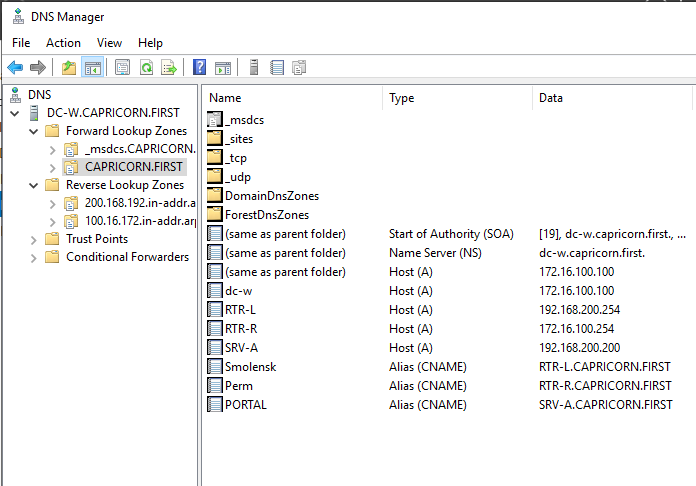 DNS Manager
File Action View Help
DNS
DC-W.CAPRICORN.FIRST
Forward Lookup Zones
_msdcs.CAPRICORN.
CAPRICORN.FIRST
Reverse Lookup Zones
200.168.192.in-addr.a
100.16.172.in-addr.arp
Trust Points
Conditional Forwarders
Name Type Data
_msdcs
_sites
_tcp
_udp
DomainDnsZones
ForestDnsZones
(same as parent folder) Start of Authority (SOA) [19], dc-w.capricorn.first., ...
(same as parent folder) Name Server (NS) dc-w.capricorn.first.
(same as parent folder) Host (A) 172.16.100.100
dc-w Host (A) 172.16.100.100
RTR-L Host (A) 192.168.200.254
RTR-R Host (A) 172.16.100.254
SRV-A Host (A) 192.168.200.200
Smolensk Alias (CNAME) RTR-L.CAPRICORN.FIRST
Perm Alias (CNAME) RTR-R.CAPRICORN.FIRST
PORTAL Alias (CNAME) SRV-A.CAPRICORN.FIRST